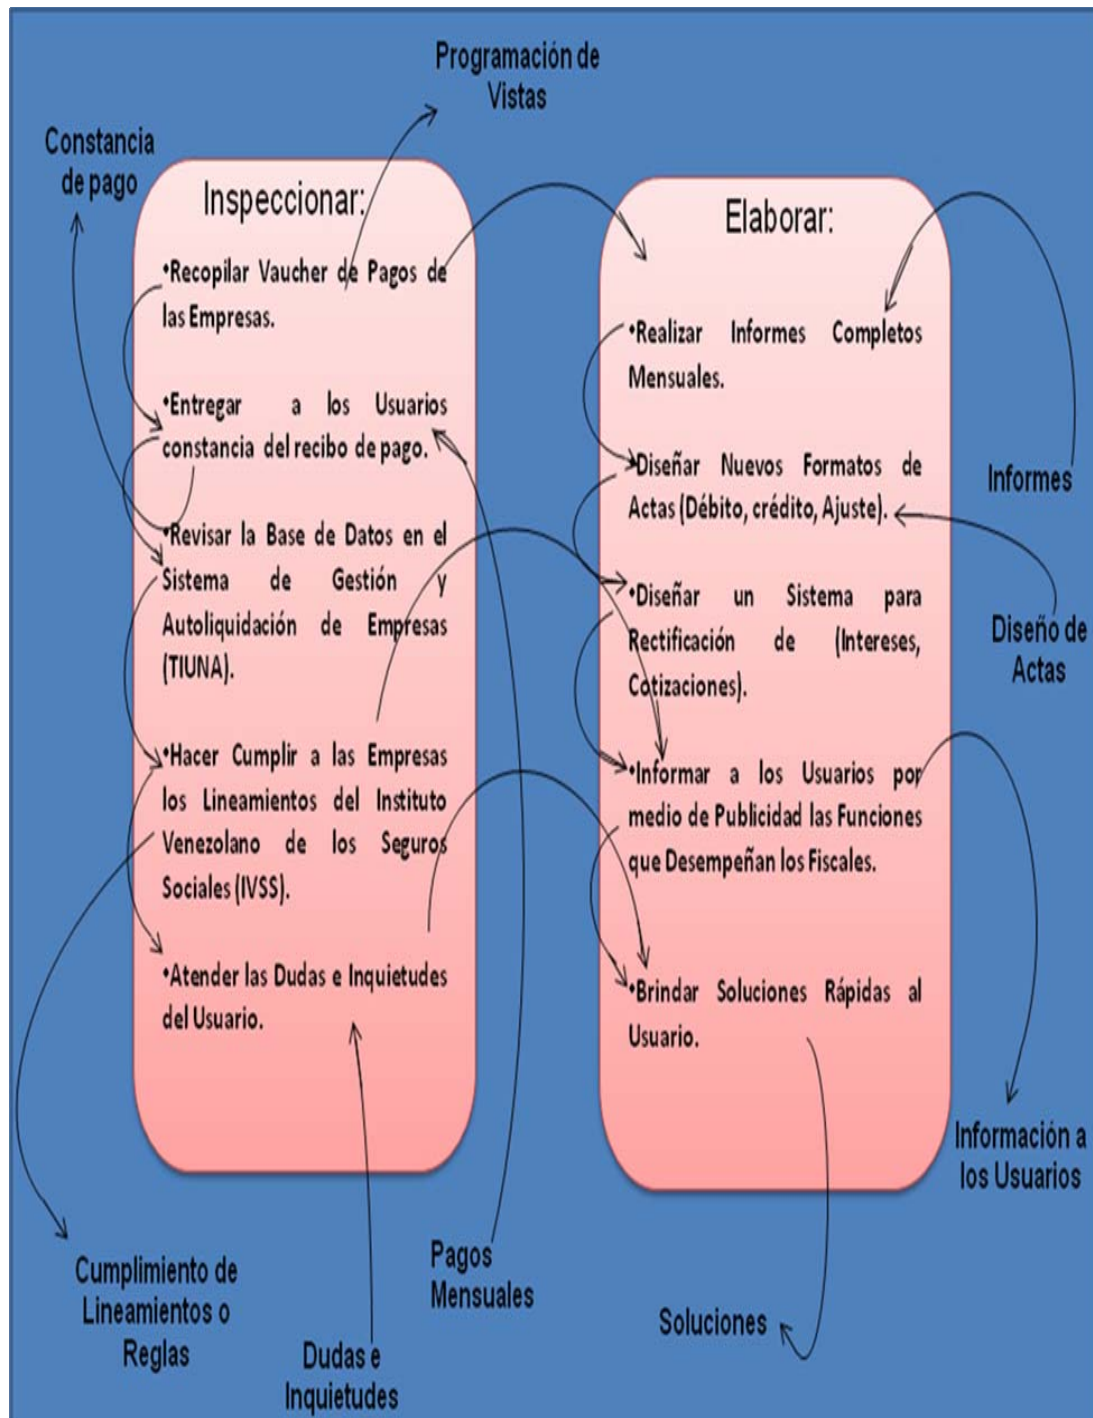 Programación de
Vistas
Constancia
de pago
Inspeccionar:
•Recopilar Vaucher de Pagos de
las Empresas.
•Entregar a los Usuarios
constancia del recibo de pago.
•Revisar la Base de Datos en el
Sistema de Gestión y
Autoliquidación de Empresas
(TIUNA).
•Hacer Cumplir a las Empresas
los Lineamientos del Instituto
Venezolano de los Seguros
Sociales (IVSS).
•Atender las Dudas e Inquietudes
del Usuario.
Elaborar:
•Realizar Informes Completos
Mensuales.
•Diseñar Nuevos Formatos de
Actas (Débito, crédito, Ajuste).
•Diseñar un Sistema para
Rectificación de (Intereses,
Cotizaciones).
•Informar a los Usuarios por
medio de Publicidad las Funciones
que Desempeñan los Fiscales.
•Brindar Soluciones Rápidas al
Usuario.
Informes
Diseño de
Actas
Información a
los Usuarios
Cumplimiento de
Lineamientos o
Reglas
Dudas e
Inquietudes
Pagos
Mensuales
Soluciones